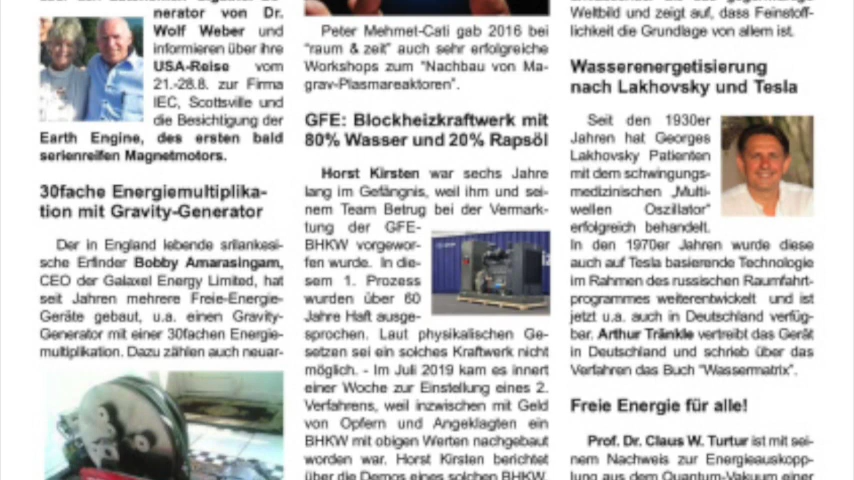 nerator von Dr.
Wolf Weber und
informieren über ihre
USA-Reise vom
21.-28.8. zur Firma
IEC, Scottsville und
die Besichtigung der
Earth Engine, des ersten bald
serienreifen Magnetmotors.
30fache Energiemultiplika-
tion mit Gravity-Generator
Der in England lebende srilankesi-
sche Erfinder Bobby Amarasingam,
CEO der Galaxel Energy Limited, hat
seit Jahren mehrere Freie-Energie-
Geräte gebaut, u.a. einen Gravity-
Generator mit einer 30fachen Energie-
multiplikation. Dazu zählen auch neuar-
Peter Mehmet-Cati gab 2016 bei
"raum & zeit" auch sehr erfolgreiche
Workshops zum "Nachbau von Ma-
grav-Plasmareaktoren".
GFE: Blockheizkraftwerk mit
80% Wasser und 20% Rapsöl
Horst Kirsten war sechs Jahre
lang im Gefängnis, weil ihm und sei-
nem Team Betrug bei der Vermark-
tung der GFE-
BHKW vorgewor-
fen wurde. In die-
sem 1. Prozess
wurden über 60
Jahre Haft ausge-
sprochen. Laut physikalischen Ge-
setzen sei ein solches Kraftwerk nicht
möglich. - Im Juli 2019 kam es innert
einer Woche zur Einstellung eines 2.
Verfahrens, weil inzwischen mit Geld
von Opfern und Angeklagten ein
BHKW mit obigen Werten nachgebaut
worden war. Horst Kirsten berichtet
über die Demos eines solchen BHKW.
Weltbild und zeigt auf, dass Feinstoff-
lichkeit die Grundlage von allem ist.
Wasserenergetisierung
nach Lakhovsky und Tesla
Seit den 1930er
Jahren hat Georges
Lakhovsky Patienten
mit dem schwingungs-
medizinischen „Multi-
wellen Oszillator"
erfolgreich behandelt.
In den 1970er Jahren wurde diese
auch auf Tesla basierende Technologie
im Rahmen des russischen Raumfahrt-
programmes weiterentwickelt und ist
jetzt u.a. auch in Deutschland verfüg-
bar. Arthur Tränkle vertreibt das Gerät
in Deutschland und schrieb über das
Verfahren das Buch "Wassermatrix".
Freie Energie für alle!
Prof. Dr. Claus W. Turtur ist mit sei-
nem Nachweis zur Energieauskopp-
lung aus dem Quantum-Vakuum einer